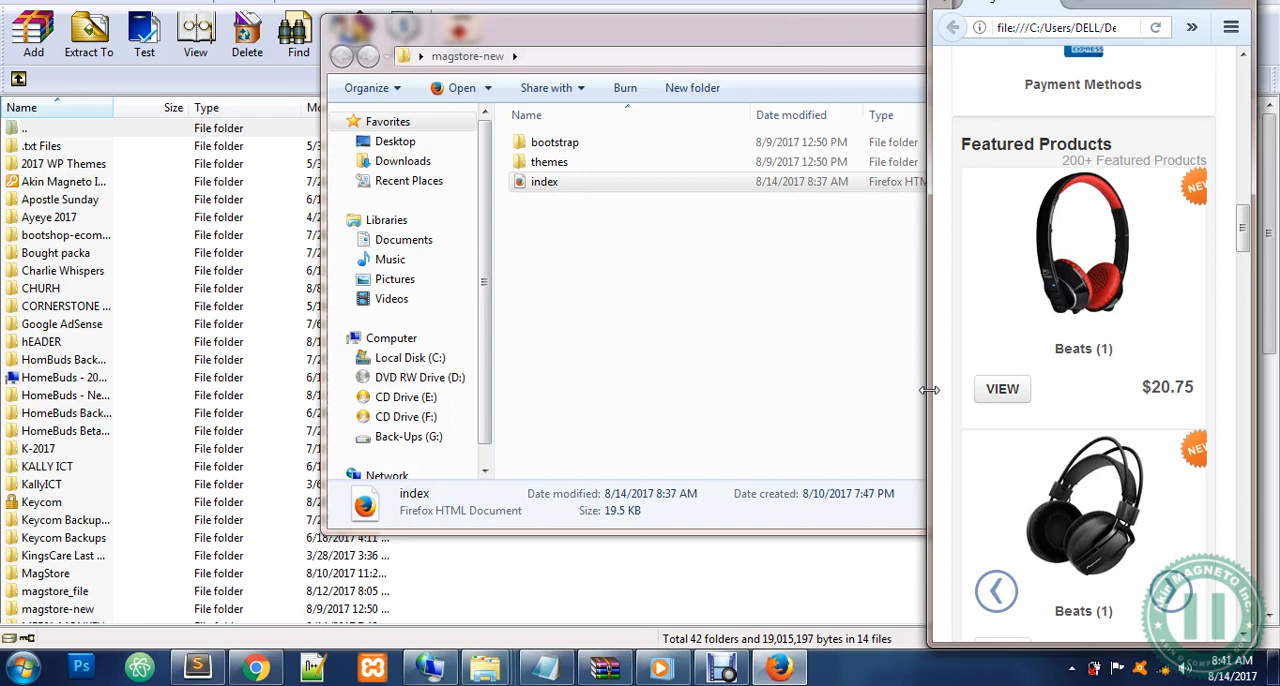 Add
Extract To
Test
View
Delete
Find
Name
Size
Type
..
File folder
.txt Files
File folder
2017 WP Themes
File folder
Akin Magneto I...
File folder
Apostle Sunday
File folder
Ayeye 2017
File folder
bootshop-ecom...
File folder
Bought packa
File folder
Charlie Whispers
File folder
KURH
File folder
CORNERSTONE ...
File folder
Google AdSense
File folder
hEADER
File folder
HomBuds Back...
File folder
HomeBuds - 20...
File folder
HomeBuds - Ne...
File folder
HomeBuds Back...
File folder
HomeBuds Beta...
File folder
K-2017
File folder
KALLY ICT
File folder
KallyICT
File folder
Keycom
File folder
Keycom Backup...
File folder
Keycom Backups
File folder
6/18/2017 4:11 ...
KingsCare Last ...
File folder
3/28/2017 3:36 ...
MagStore
File folder
8/10/2017 11:2...
magstore_file
File folder
8/12/2017 8:05 ...
magstore-new
File folder
8/9/2017 12:50 ...
Total 42 folders and 19,015,197 bytes in 14 files
magstore-new
Organize
Open
Share with
Burn
New folder
Favorites
Desktop
Downloads
Recent Places
Libraries
Documents
Music
Pictures
Videos
Computer
Local Disk (C:)
DVD RW Drive (D:)
CD Drive (E:)
CD Drive (F:)
Back-Ups (G:)
Network
Name
Date modified
Type
bootstrap
8/9/2017 12:50 PM
File folder
themes
8/9/2017 12:50 PM
File folder
index
8/14/2017 8:37 AM
Firefox HTM
index
Date modified: 8/14/2017 8:37 AM
Date created: 8/10/2017 7:47 PM
Firefox HTML Document
Size: 19.5 KB
file:///C:/Users/DELL/De
Payment Methods
Featured Products
200+ Featured Products
NEW
Beats (1)
VIEW
$20.75
NEW
Beats (1)
Ps
S
8:41 AM
8/14/2017